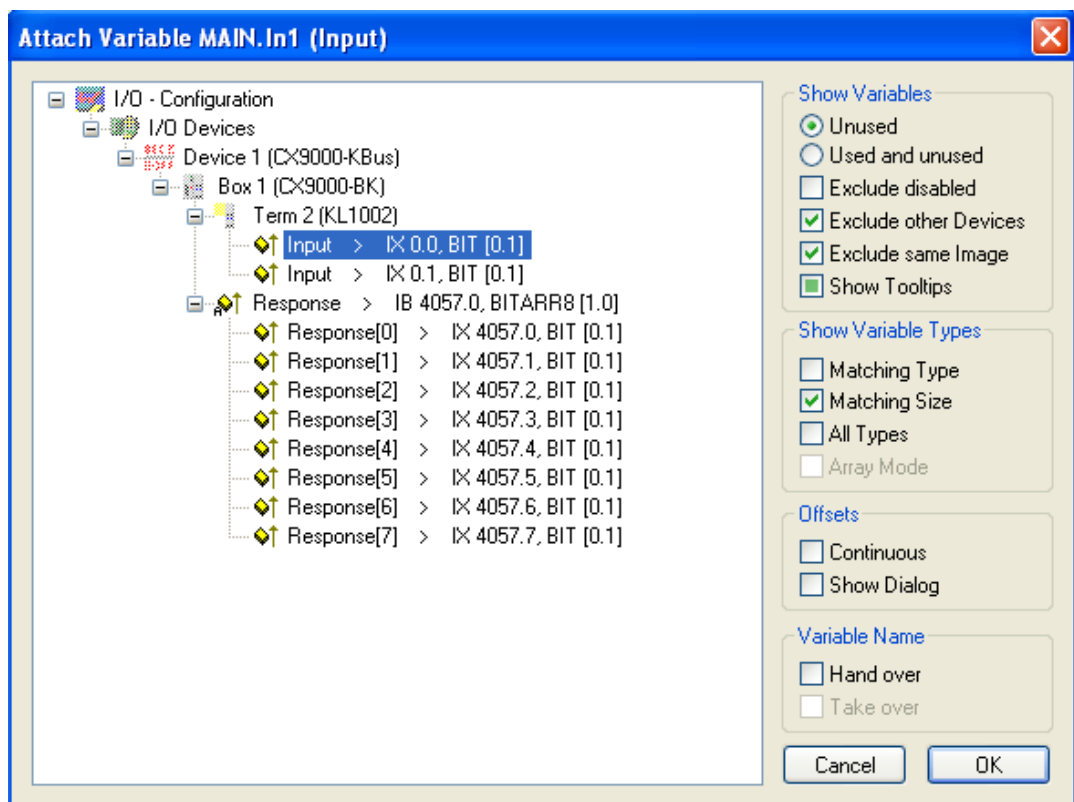 Attach Variable MAIN.In1 (Input)
I/O - Configuration
I/O Devices
Device 1 (CX9000-KBus)
Box 1 (CX9000-BK)
Term 2 (KL1002)
Input > IX 0.0, BIT [0.1]
Input > IX 0.1, BIT [0.1]
Response > IB 4057.0, BITARR8 [1.0]
Response[0] > IX 4057.0, BIT [0.1]
Response[1] > IX 4057.1, BIT [0.1]
Response[2] > IX 4057.2, BIT [0.1]
Response[3] > IX 4057.3, BIT [0.1]
Response[4] > IX 4057.4, BIT [0.1]
Response[5] > IX 4057.5, BIT [0.1]
Response[6] > IX 4057.6, BIT [0.1]
Response[7] > IX 4057.7, BIT [0.1]
Show Variables
Unused
Used and unused
Exclude disabled
Exclude other Devices
Exclude same Image
Show Tooltips
Show Variable Types
Matching Type
Matching Size
All Types
Array Mode
Offsets
Continuous
Show Dialog
Variable Name
Hand over
Take over
Cancel
OK